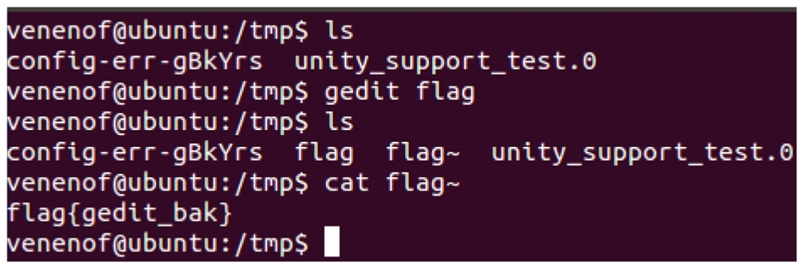 venenof@ubuntu:/tmp$ ls
config-err-gBkYrs  unity_support_test.0
venenof@ubuntu:/tmp$ gedit flag
venenof@ubuntu:/tmp$ ls
config-err-gBkYrs  flag  flag~  unity_support_test.0
venenof@ubuntu:/tmp$ cat flag~
flag{gedit_bak}
venenof@ubuntu:/tmp$